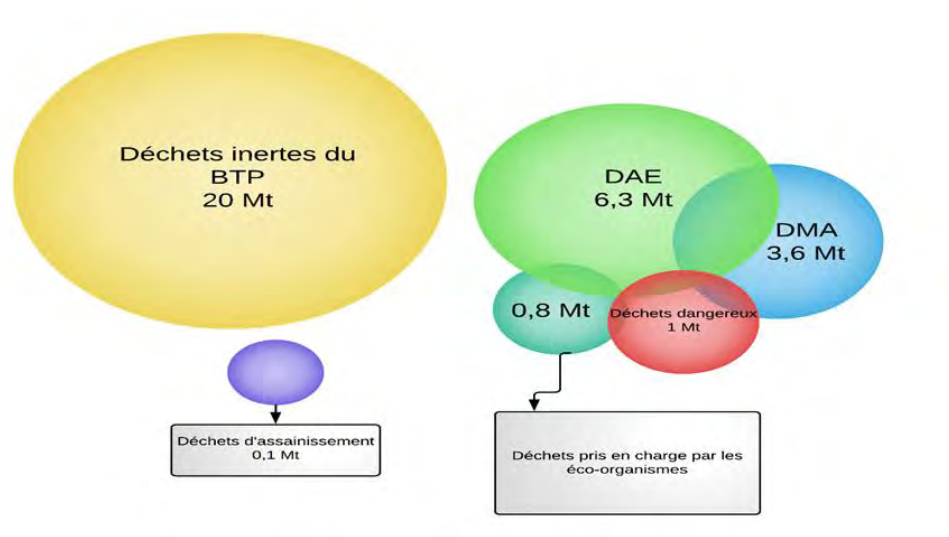 Déchets inertes du
BTP
20 Mt
DAE
6,3 Mt
DMA
3,6 Mt
0,8 Mt
Déchets dangereux
1 Mt
Déchets d'assainissement
0,1 Mt
Déchets pris en charge par les
éco-organismes